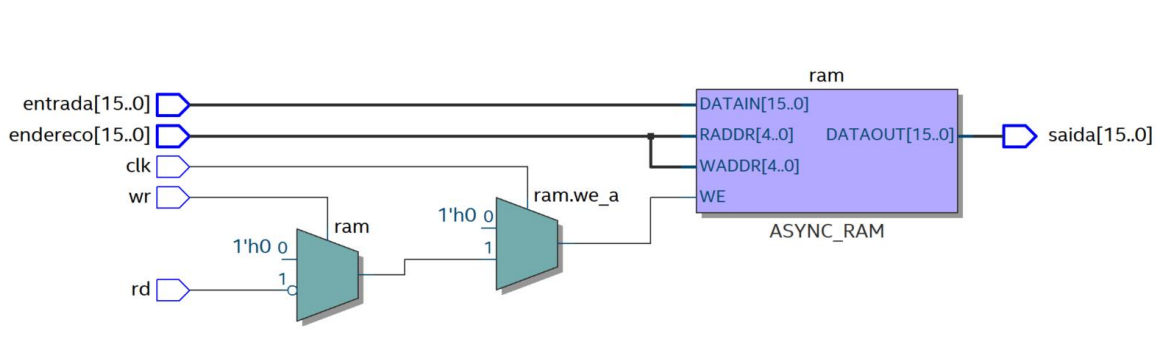 ram
entrada[15..0]
DATAIN[15..0]
endereco[15..0]
RADDR[4..0]
DATAOUT[15..0]
saida[15..0]
clk
WADDR[4..0]
wr
ram.we_a
WE
1'h0 0
ram
ASYNC_RAM
1'h0 0
1
1
rd